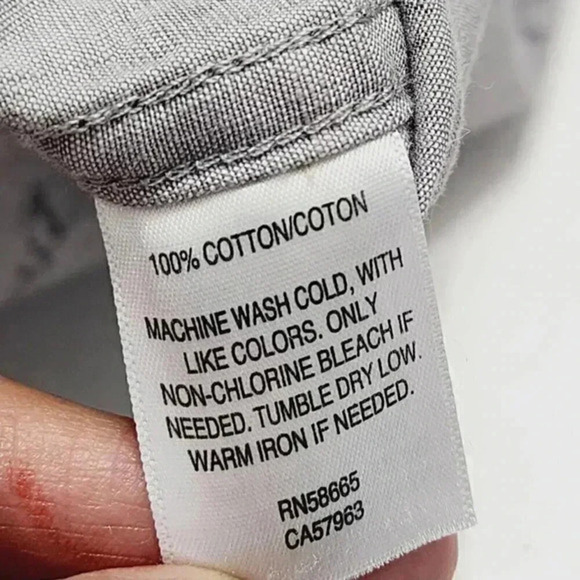 100% COTTON/COTON
MACHINE WASH COLD, WITH
LIKE COLORS. ONLY
NON-CHLORINE BLEACH IF
NEEDED. TUMBLE DRY LOW.
WARM IRON IF NEEDED.
RN58665
CA57963